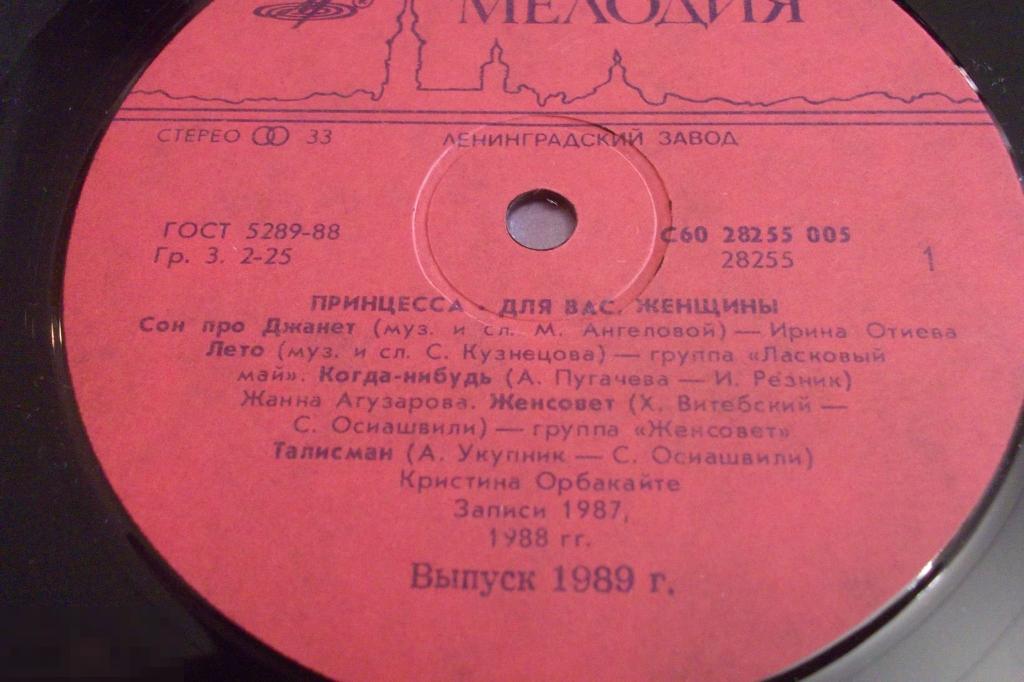 МЕЛОДИЯ
СТЕРЕО 33 ЛЕНИНГРАДСКИЙ ЗАВОД
ГОСТ 5289-88 С60 28255 005
Гр. 3. 2-25 28255 1
ПРИНЦЕССА - ДЛЯ ВАС, ЖЕНЩИНЫ
Сон про Джанет (муз. и сл. М. Ангеловой) — Ирина Отиева
Лето (муз. и сл. С. Кузнецова) — группа «Ласковый
май». Когда-нибудь (А. Пугачева — И. Резник)
Жанна Агузарова. Женсовет (Х. Витебский —
С. Осиашвили) — группа «Женсовет»
Талисман (А. Укупник — С. Осиашвили)
Кристина Орбакайте
Записи 1987,
1988 гг.
Выпуск 1989 г.